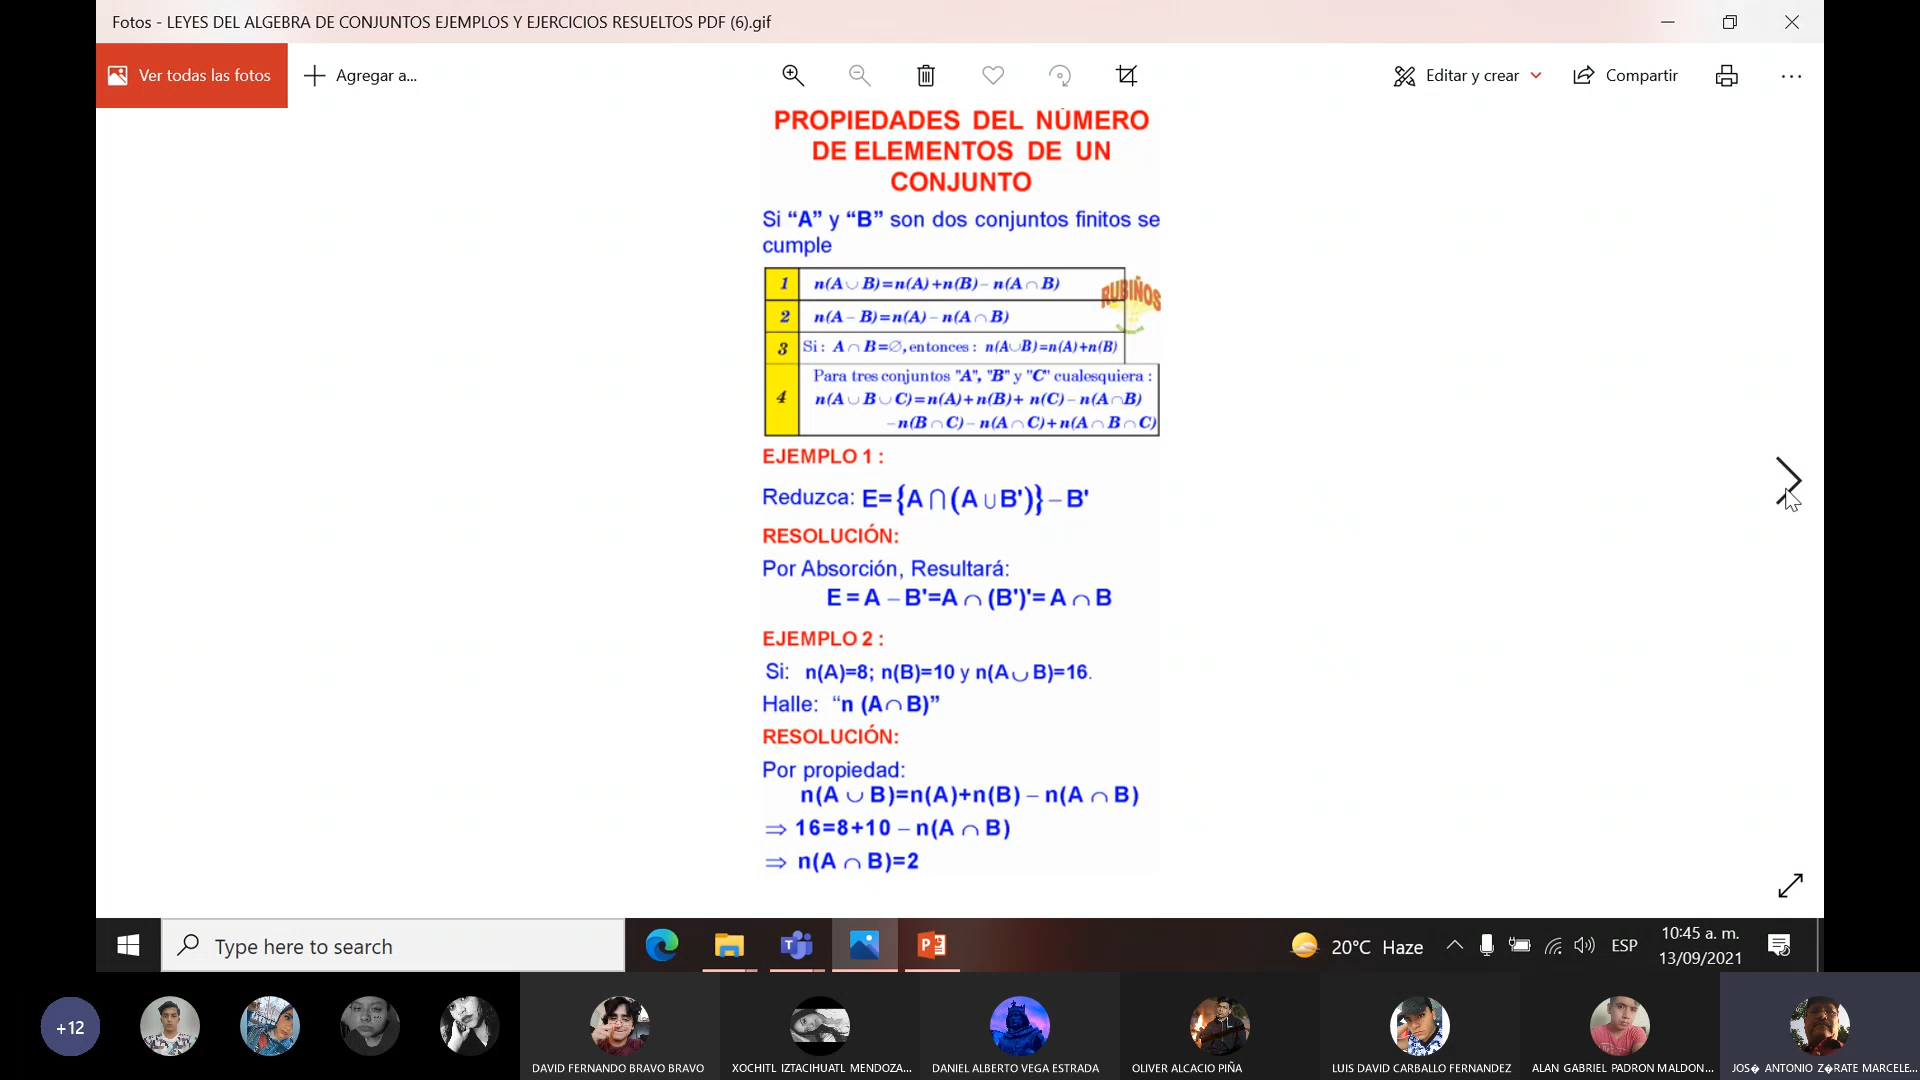 Fotos - LEYES DEL ALGEBRA DE CONJUNTOS EJEMPLOS Y EJERCICIOS RESUELTOS PDF (6).gif
Ver todas las fotos
Agregar a...
Editar y crear
Compartir
PROPIEDADES DEL NÚMERO
DE ELEMENTOS DE UN
CONJUNTO
Si “A” y “B” son dos conjuntos finitos se
cumple
1 n(A ∪ B)=n(A)+n(B)– n(A ∩ B)
RUBIÑOS
2 n(A – B)=n(A)– n(A ∩ B)
3 Si : A ∩ B=∅, entonces : n(A∪B)=n(A)+n(B)
Para tres conjuntos "A", "B" y "C" cualesquiera :
4 n(A ∪ B ∪ C)=n(A)+n(B)+ n(C)– n(A∩B)
–n(B ∩ C)– n(A ∩ C)+n(A ∩ B ∩ C)
EJEMPLO 1 :
Reduzca: E={A ∩ (A ∪ B')} – B'
RESOLUCIÓN:
Por Absorción, Resultará:
E = A – B'=A ∩ (B')'= A ∩ B
EJEMPLO 2 :
Si: n(A)=8; n(B)=10 y n(A ∪ B)=16.
Halle: “n (A∩ B)”
RESOLUCIÓN:
Por propiedad:
n(A ∪ B)=n(A)+n(B) – n(A ∩ B)
⇒ 16=8+10 – n(A ∩ B)
⇒ n(A ∩ B)=2
Type here to search
20°C Haze
ESP
10:45 a. m.
13/09/2021
+12
DAVID FERNANDO BRAVO BRAVO
XOCHITL IZTACIHUATL MENDOZA...
DANIEL ALBERTO VEGA ESTRADA
OLIVER ALCACIO PIÑA
LUIS DAVID CARBALLO FERNANDEZ
ALAN GABRIEL PADRON MALDON...
JOS� ANTONIO Z�RATE MARCELE...